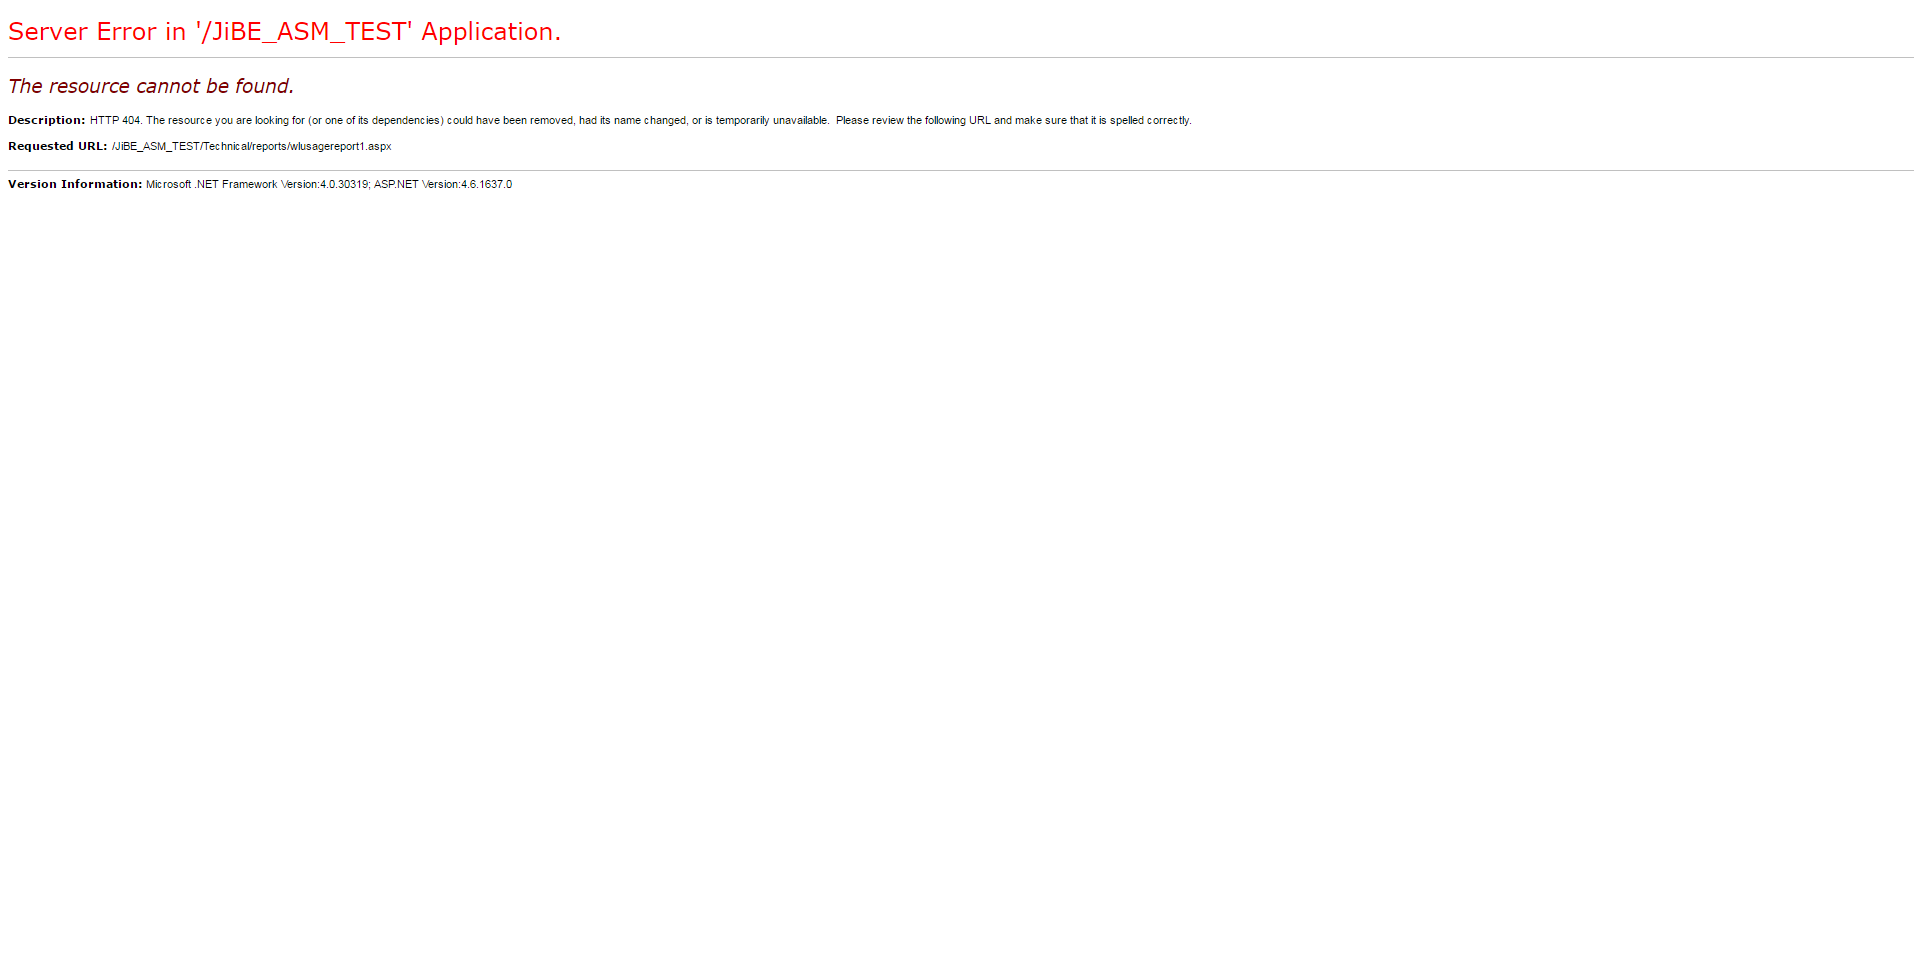 Server Error in '/JiBE_ASM_TEST' Application.
The resource cannot be found.
Description: HTTP 404. The resource you are looking for (or one of its dependencies) could have been removed, had its name changed, or is temporarily unavailable.  Please review the following URL and make sure that it is spelled correctly.
Requested URL: /JiBE_ASM_TEST/Technical/reports/wlusagereport1.aspx
Version Information: Microsoft .NET Framework Version:4.0.30319; ASP.NET Version:4.6.1637.0